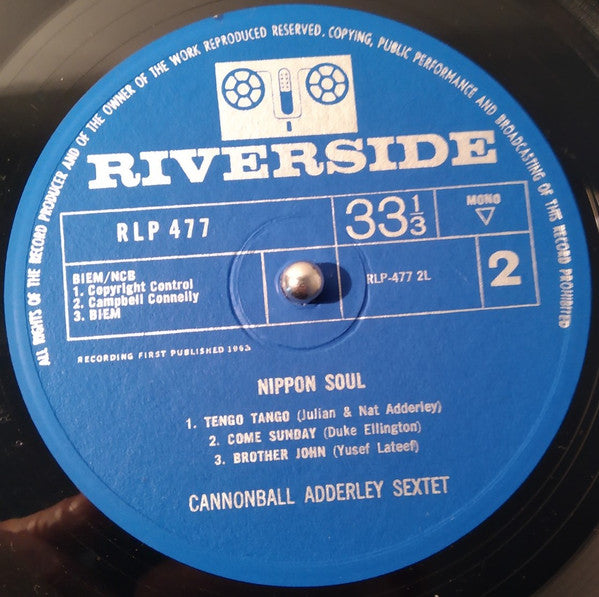 ALL RIGHTS OF THE RECORD PRODUCER AND OF THE OWNER OF THE WORK REPRODUCED RESERVED. COPYING, PUBLIC PERFORMANCE AND BROADCASTING OF THIS RECORD PROHIBITED
RIVERSIDE
RLP 477
33 1/3
MONO
BIEM/NCB
1. Copyright Control
2. Campbell Connelly
3. BIEM
RLP-477 2L
2
RECORDING FIRST PUBLISHED 1963
NIPPON SOUL
1. TENGO TANGO (Julian & Nat Adderley)
2. COME SUNDAY (Duke Ellington)
3. BROTHER JOHN (Yusef Lateef)
CANNONBALL ADDERLEY SEXTET